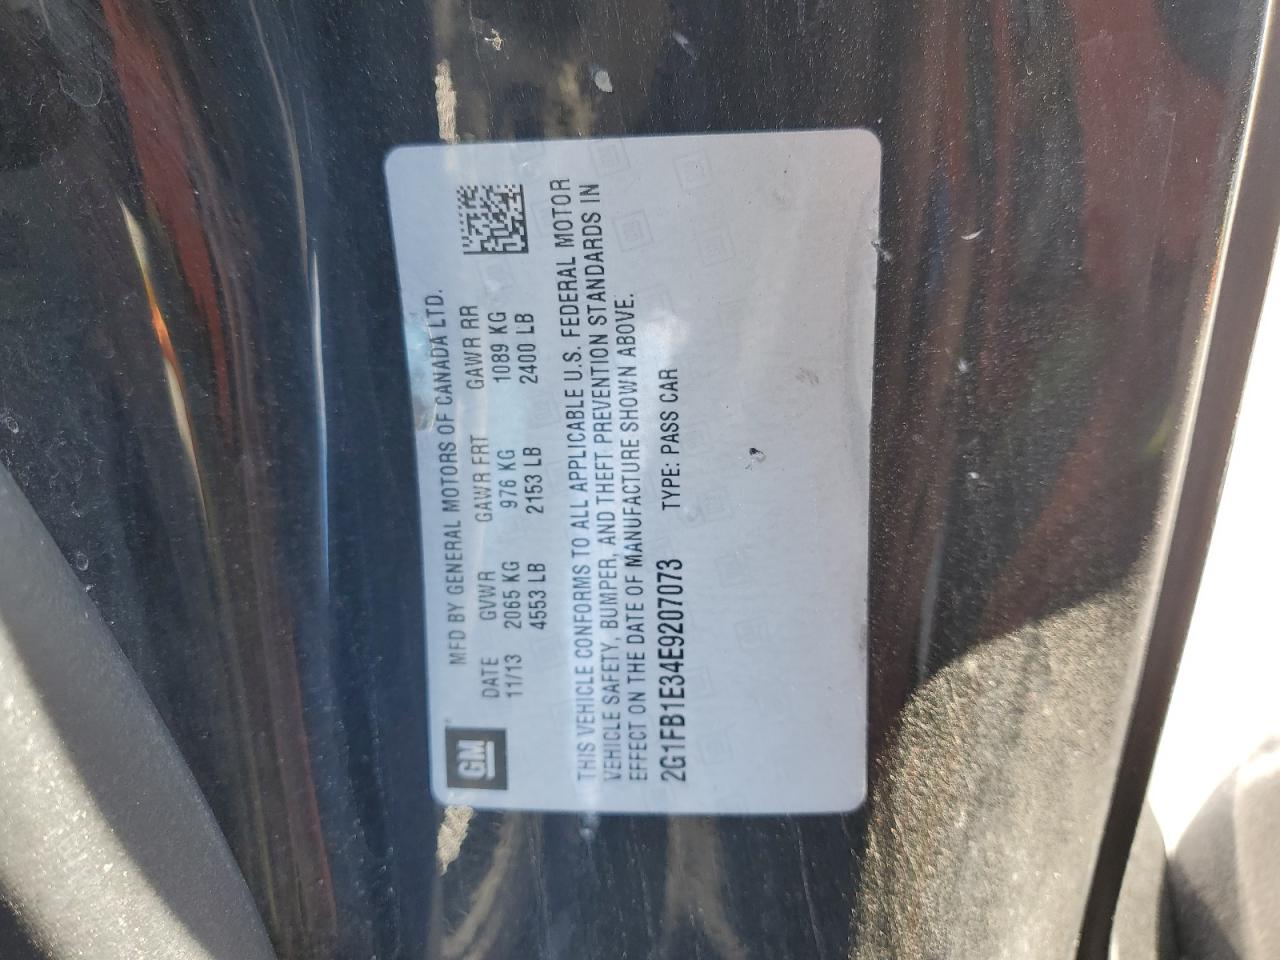 GM
MFD BY GENERAL MOTORS OF CANADA LTD.
DATE GVWR GAWR FRT GAWR RR
11/13 2065 KG 976 KG 1089 KG
4553 LB 2153 LB 2400 LB
THIS VEHICLE CONFORMS TO ALL APPLICABLE U.S. FEDERAL MOTOR
VEHICLE SAFETY, BUMPER, AND THEFT PREVENTION STANDARDS IN
EFFECT ON THE DATE OF MANUFACTURE SHOWN ABOVE.
2G1FB1E34E9207073 TYPE: PASS CAR